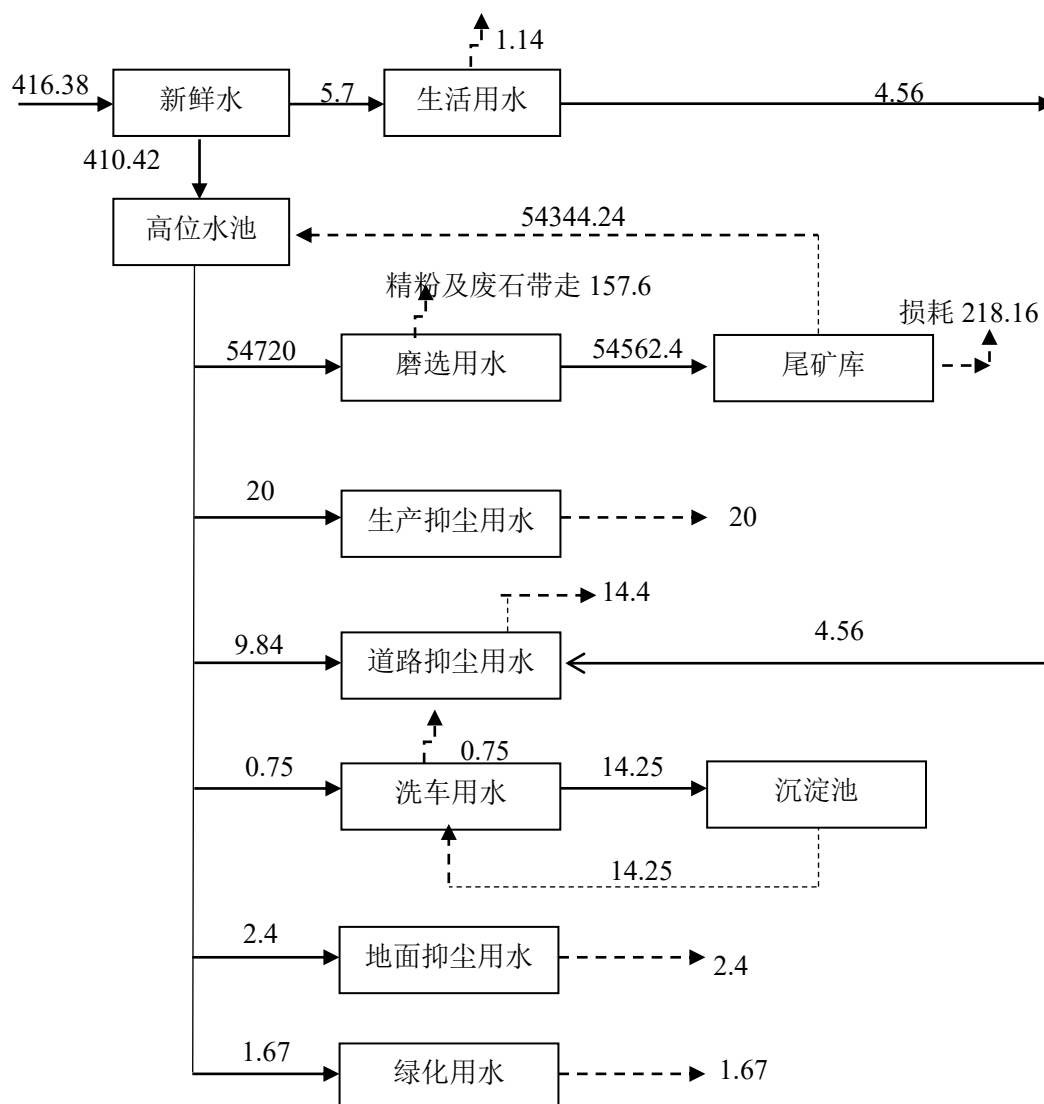 1.14
416.38
新鲜水
5.7
生活用水
4.56
410.42
高位水池
54344.24
精粉及废石带走 157.6
损耗 218.16
54720
磨选用水
54562.4
尾矿库
20
生产抑尘用水
20
14.4
9.84
道路抑尘用水
4.56
0.75
0.75
洗车用水
14.25
沉淀池
14.25
2.4
地面抑尘用水
2.4
1.67
绿化用水
1.67